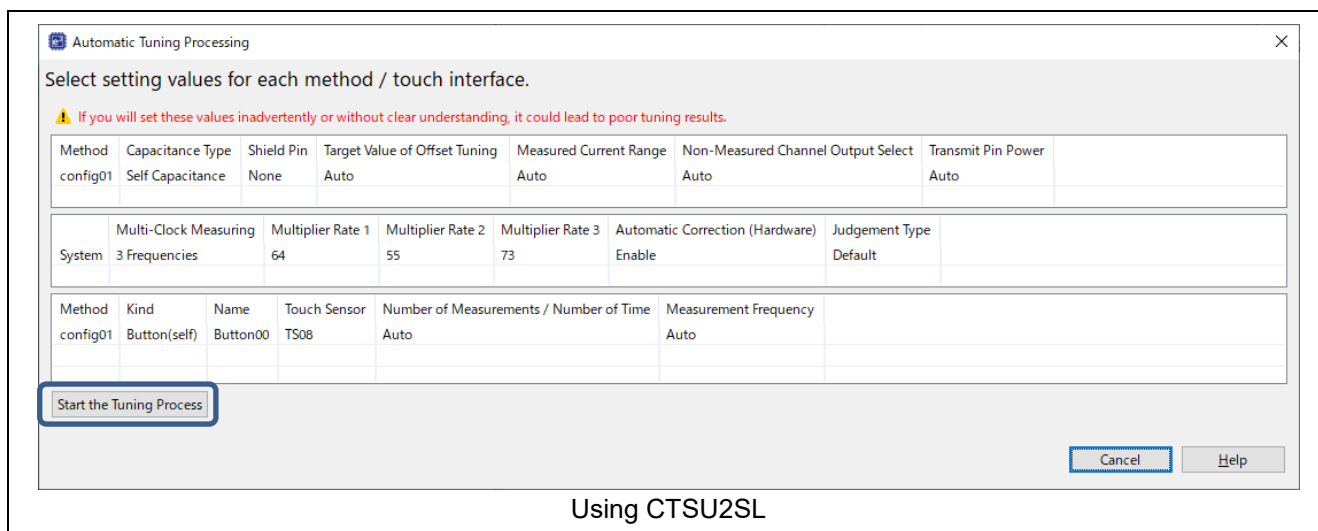 Automatic Tuning Processing
Select setting values for each method / touch interface.
If you will set these values inadvertently or without clear understanding, it could lead to poor tuning results.
Method Capacitance Type Shield Pin Target Value of Offset Tuning Measured Current Range Non-Measured Channel Output Select Transmit Pin Power
config01 Self Capacitance None Auto Auto Auto Auto
Multi-Clock Measuring Multiplier Rate 1 Multiplier Rate 2 Multiplier Rate 3 Automatic Correction (Hardware) Judgement Type
System 3 Frequencies 64 55 73 Enable Default
Method Kind Name Touch Sensor Number of Measurements / Number of Time Measurement Frequency
config01 Button(self) Button00 TS08 Auto Auto
Start the Tuning Process
Cancel Help
Using CTSU2SL